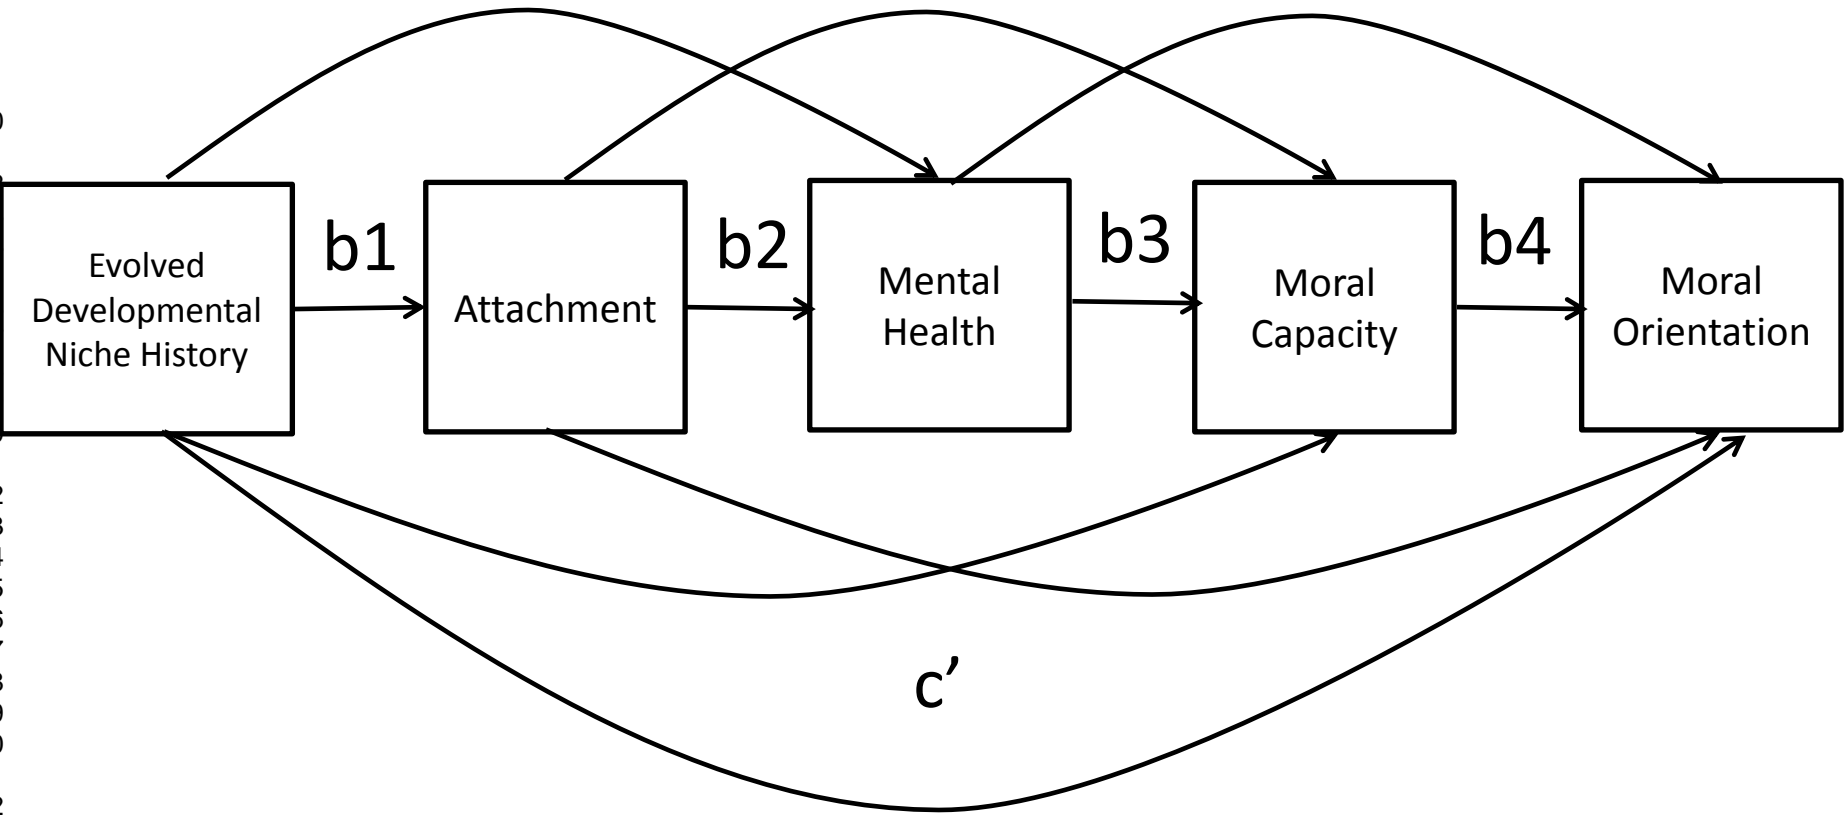 b1
b2
b3
b4
Evolved
Developmental
Niche History
Attachment
Mental
Health
Moral
Capacity
Moral
Orientation
c’